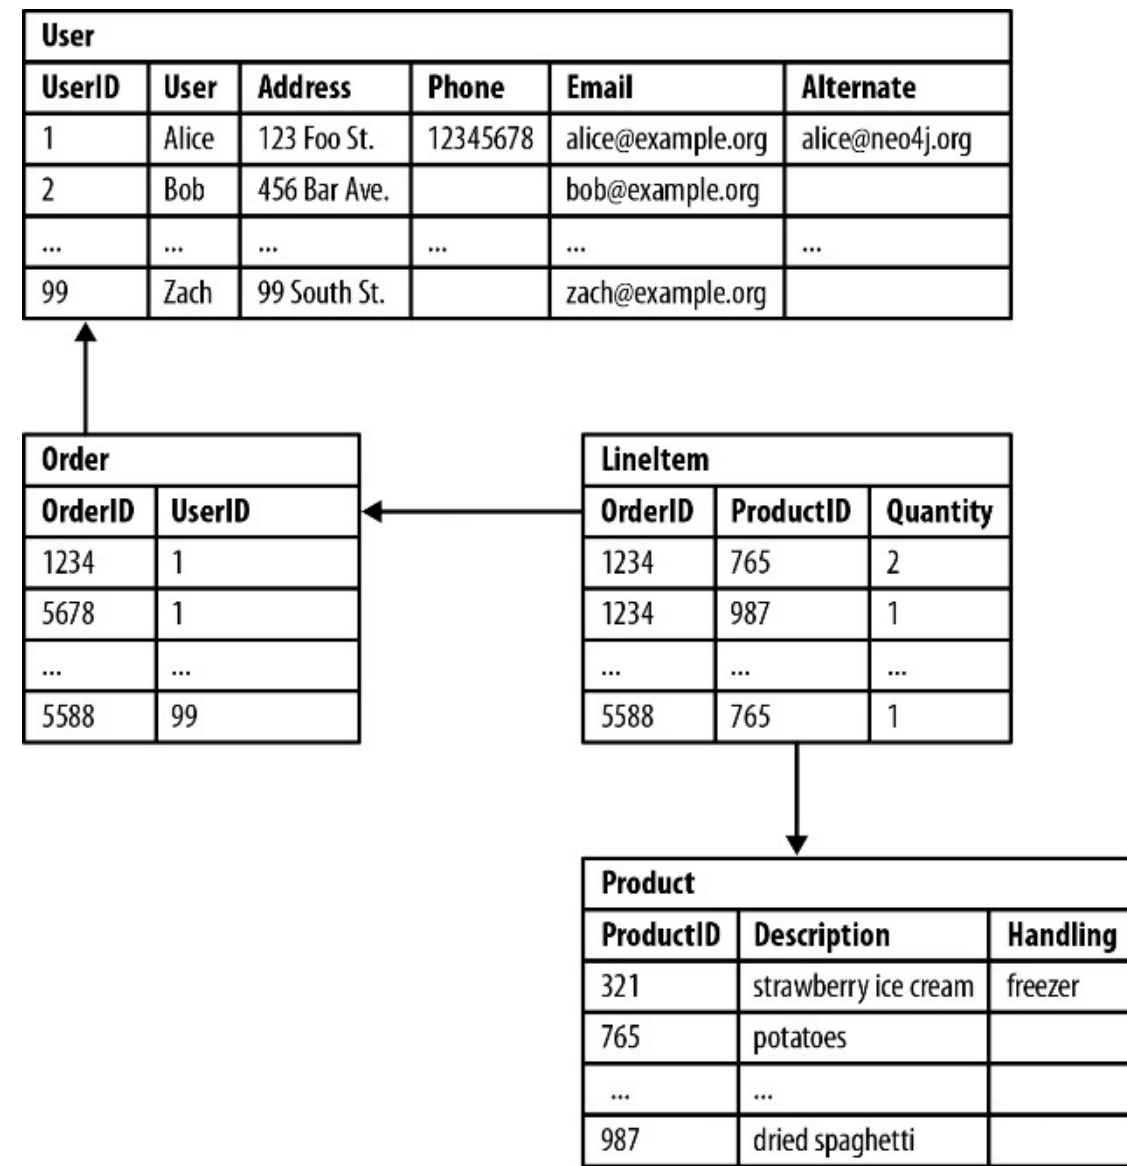 User
UserID User Address Phone Email Alternate
1 Alice 123 Foo St. 12345678 alice@example.org alice@neo4j.org
2 Bob 456 Bar Ave. bob@example.org
... ... ... ... ... ...
99 Zach 99 South St. zach@example.org
Order
OrderID UserID
1234 1
5678 1
... ...
5588 99
LineItem
OrderID ProductID Quantity
1234 765 2
1234 987 1
... ... ...
5588 765 1
Product
ProductID Description Handling
321 strawberry ice cream freezer
765 potatoes
... ...
987 dried spaghetti